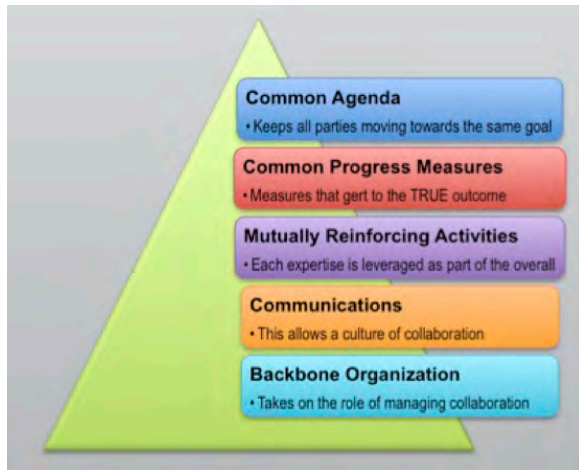 Common Agenda
• Keeps all parties moving towards the same goal
Common Progress Measures
• Measures that gert to the TRUE outcome
Mutually Reinforcing Activities
• Each expertise is leveraged as part of the overall
Communications
• This allows a culture of collaboration
Backbone Organization
• Takes on the role of managing collaboration